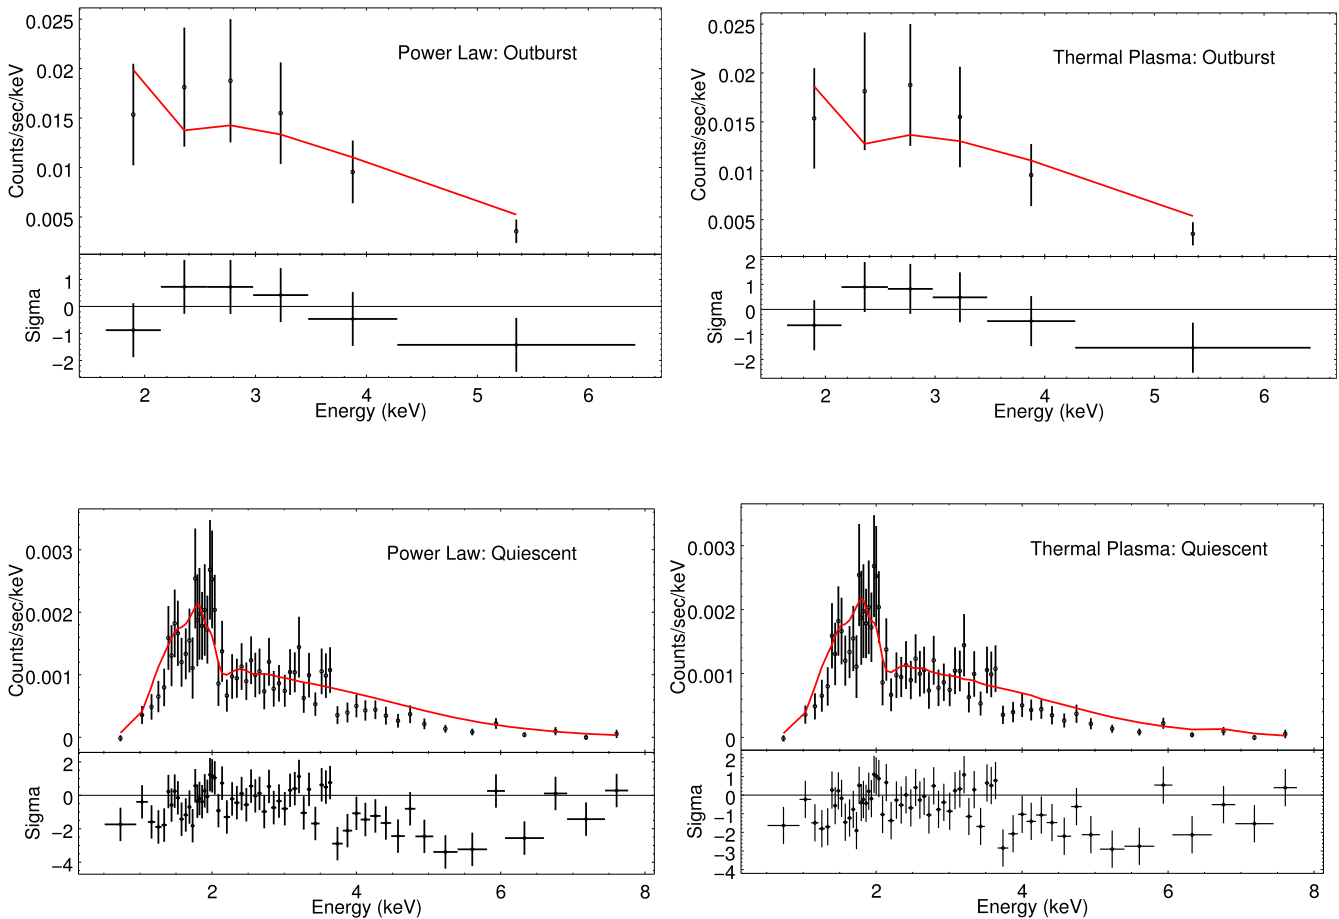 Power Law: Outburst
Counts/sec/keV
0.025
0.02
0.015
0.01
0.005
Sigma
1
0
−1
−2
2 3 4 5 6
Energy (keV)
Thermal Plasma: Outburst
Counts/sec/keV
0.025
0.02
0.015
0.01
0.005
Sigma
2
1
0
−1
−2
2 3 4 5 6
Energy (keV)
Power Law: Quiescent
Counts/sec/keV
0.003
0.002
0.001
0
Sigma
2
0
−2
−4
2 4 6 8
Energy (keV)
Thermal Plasma: Quiescent
Counts/sec/keV
0.003
0.002
0.001
0
Sigma
2
1
0
−1
−2
−3
−4
2 4 6 8
Energy (keV)